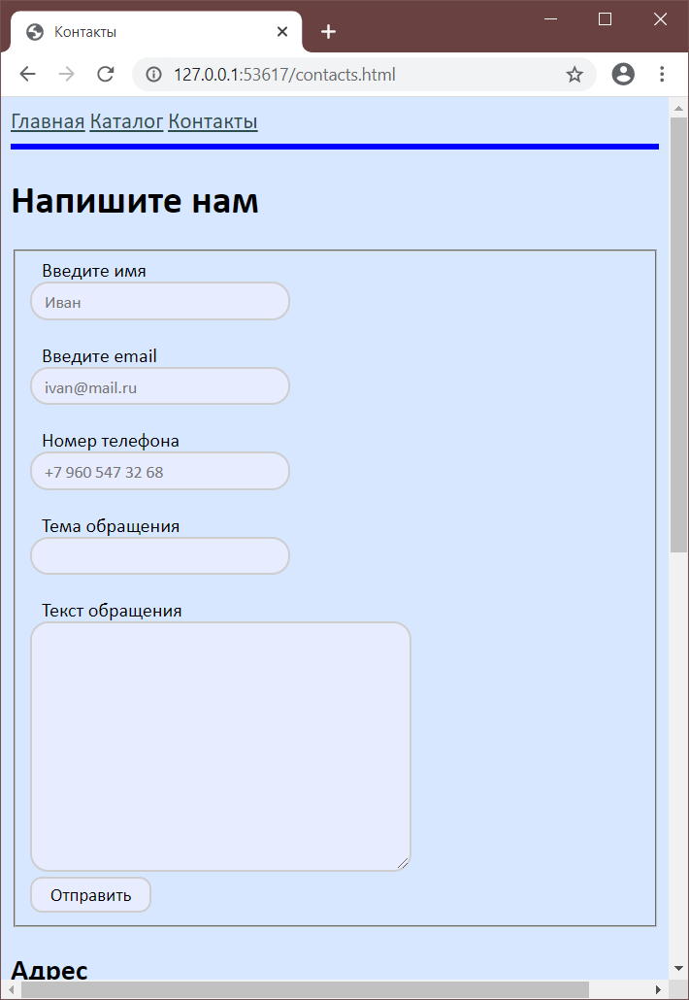 Контакты
127.0.0.1:53617/contacts.html
Главная Каталог Контакты
Напишите нам
Введите имя
Иван
Введите email
ivan@mail.ru
Номер телефона
+7 960 547 32 68
Тема обращения
Текст обращения
Отправить
Адрес